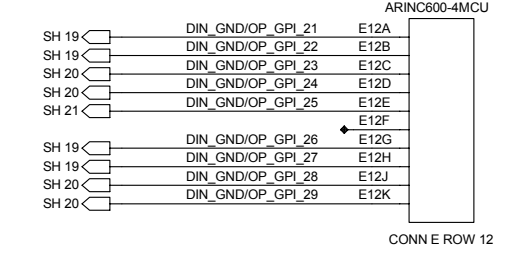 ARINC600-4MCU
SH 19 DIN_GND/OP_GPI_21 E12A
SH 19 DIN_GND/OP_GPI_22 E12B
SH 20 DIN_GND/OP_GPI_23 E12C
SH 20 DIN_GND/OP_GPI_24 E12D
SH 21 DIN_GND/OP_GPI_25 E12E
E12F
SH 19 DIN_GND/OP_GPI_26 E12G
SH 19 DIN_GND/OP_GPI_27 E12H
SH 20 DIN_GND/OP_GPI_28 E12J
SH 20 DIN_GND/OP_GPI_29 E12K
CONN E ROW 12